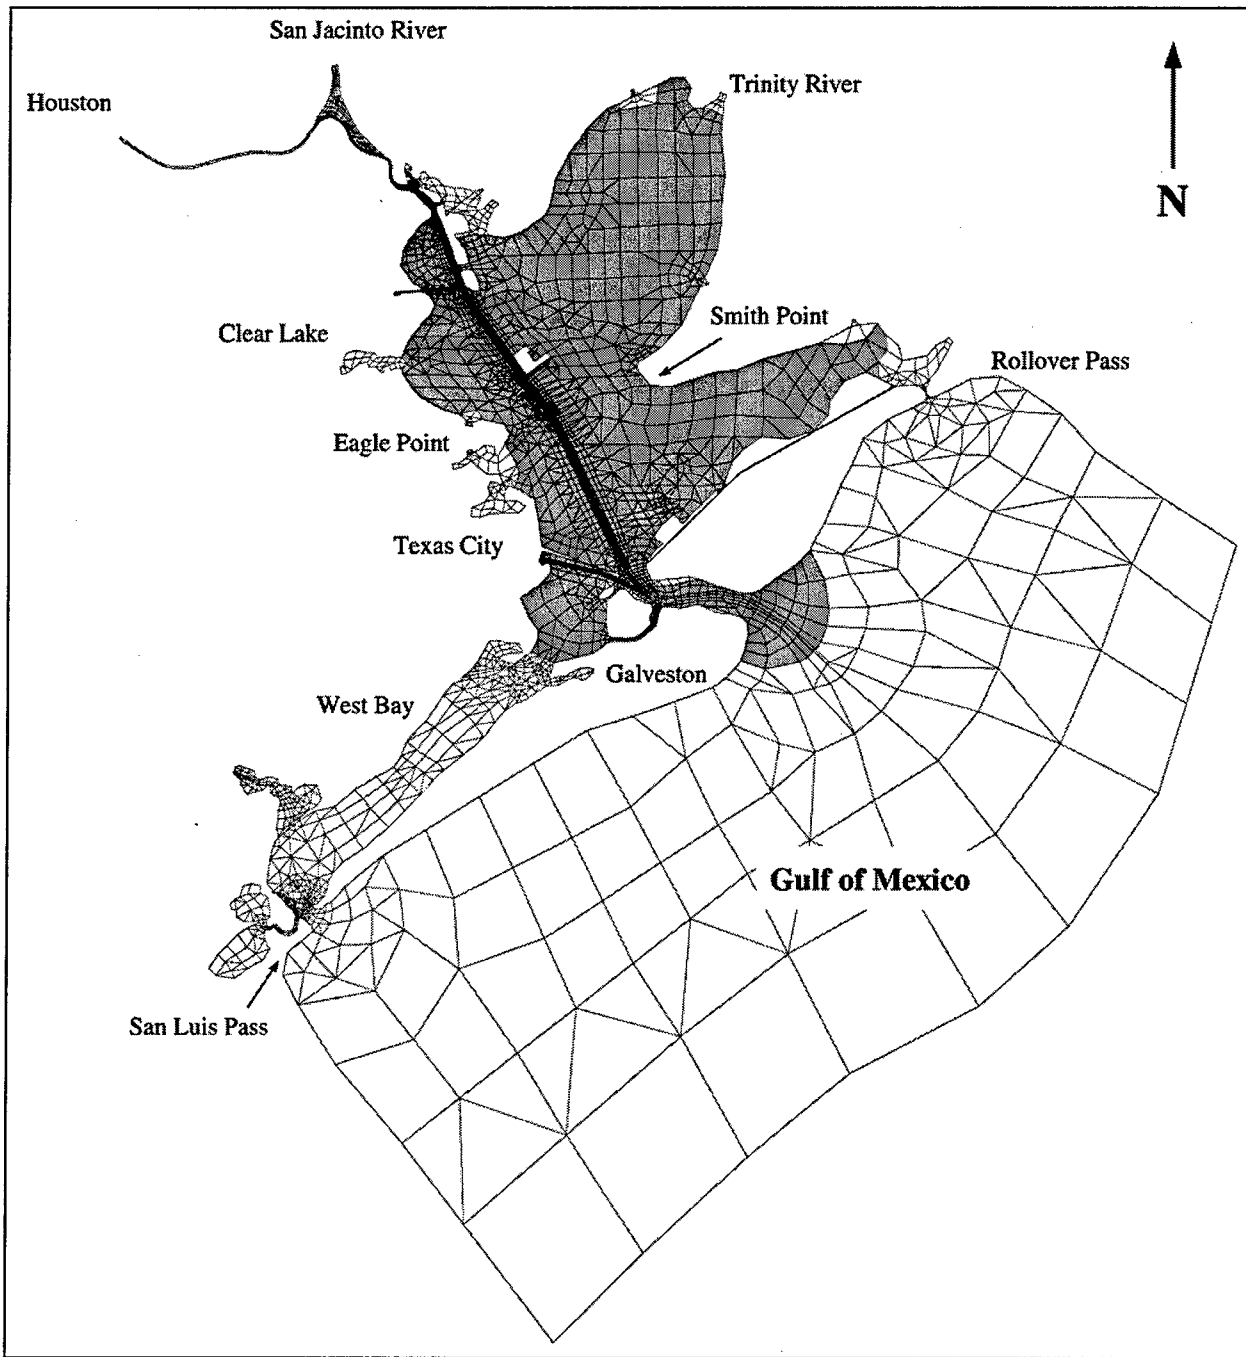 San Jacinto River
Houston
Trinity River
N
Smith Point
Clear Lake
Rollover Pass
Eagle Point
Texas City
Galveston
West Bay
Gulf of Mexico
San Luis Pass